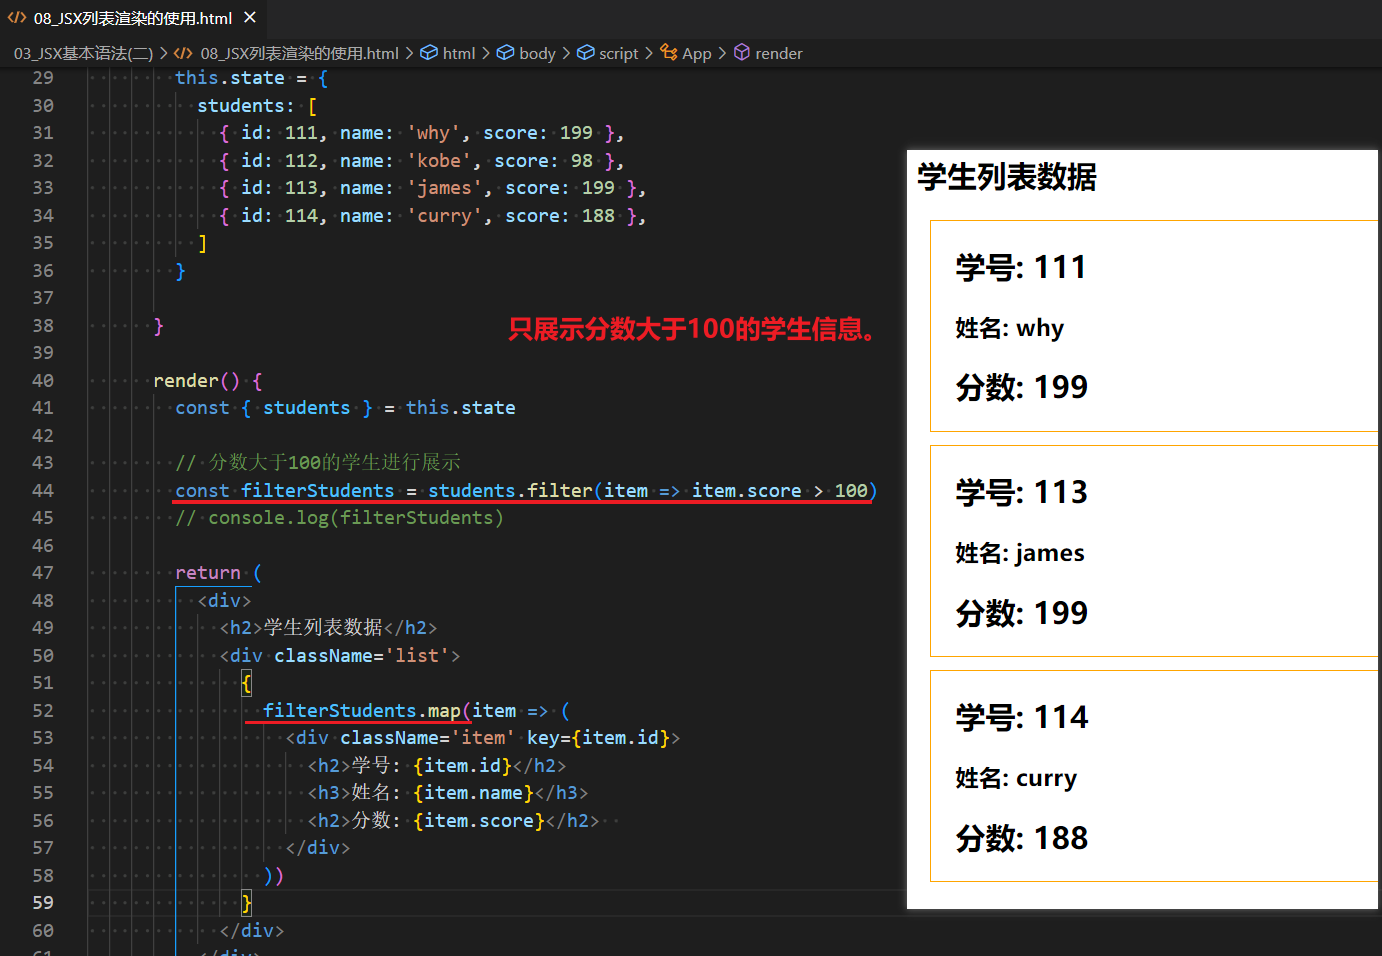 08_JSX列表渲染的使用.html
03_JSX基本语法(二) > 08_JSX列表渲染的使用.html > html > body > script > App > render
29 this.state = {
30 students: [
31 { id: 111, name: 'why', score: 199 },
32 { id: 112, name: 'kobe', score: 98 },
33 { id: 113, name: 'james', score: 199 },
34 { id: 114, name: 'curry', score: 188 },
35 ]
36 }
37
38 }
只展示分数大于100的学生信息。
39
40 render() {
41 const { students } = this.state
42
43 // 分数大于100的学生进行展示
44 const filterStudents = students.filter(item => item.score > 100)
45 // console.log(filterStudents)
46
47 return (
48 <div>
49 <h2>学生列表数据</h2>
50 <div className='list'>
51 {
52 filterStudents.map(item => (
53 <div className='item' key={item.id}>
54 <h2>学号: {item.id}</h2>
55 <h3>姓名: {item.name}</h3>
56 <h2>分数: {item.score}</h2>
57 </div>
58 ))
59 }
60 </div>
61 </div>
学生列表数据
学号: 111
姓名: why
分数: 199
学号: 113
姓名: james
分数: 199
学号: 114
姓名: curry
分数: 188